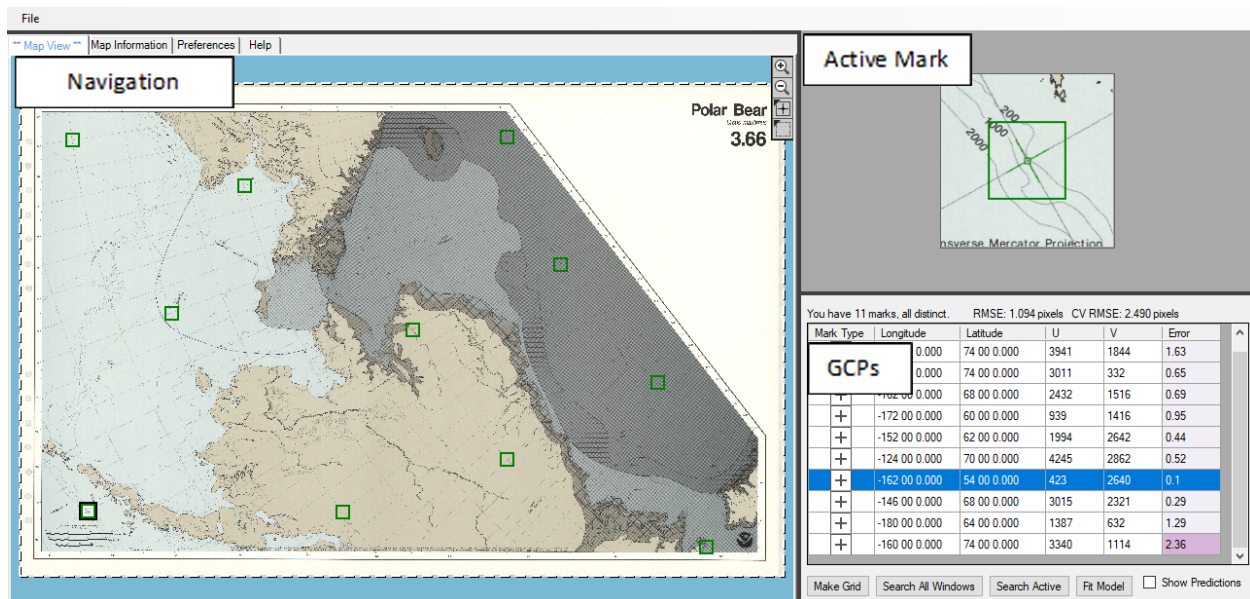 File
** Map View **
Map Information
Preferences
Help
Navigation
Polar Bear
3.66
Active Mark
200
1000
2000
nsverse Mercator Projection
You have 11 marks, all distinct. RMSE: 1.094 pixels CV RMSE: 2.490 pixels
Mark Type Longitude Latitude U V Error
GCPs
0 0.000 74 00 0.000 3941 1844 1.63
0 0.000 74 00 0.000 3011 332 0.65
-162 00 0.000 68 00 0.000 2432 1516 0.69
-172 00 0.000 60 00 0.000 939 1416 0.95
-152 00 0.000 62 00 0.000 1994 2642 0.44
-124 00 0.000 70 00 0.000 4245 2862 0.52
-162 00 0.000 54 00 0.000 423 2640 0.1
-146 00 0.000 68 00 0.000 3015 2321 0.29
-180 00 0.000 64 00 0.000 1387 632 1.29
-160 00 0.000 74 00 0.000 3340 1114 2.36
Make Grid
Search All Windows
Search Active
Fit Model
Show Predictions